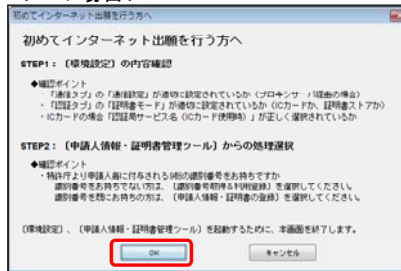 初めてインターネット出願を行う方へ
初めてインターネット出願を行う方へ
STEP1：〔環境設定〕の内容確認
◆確認ポイント
・「通信タブ」の「通信設定」が適切に設定されているか（プロキシサーバ経由の場合）
・「認証タブ」の「証明書モード」が適切に設定されているか（ICカードか、証明書ストアか）
・ICカードの場合「認証局サービス名（ICカード使用時）」が正しく選択されているか
STEP2：〔申請人情報・証明書管理ツール〕からの処理選択
◆確認ポイント
・特許庁より申請人毎に付与される9桁の識別番号をお持ちですか
識別番号をお持ちでない方は、〔識別番号取得＆利用登録〕を選択してください。
識別番号を既にお持ちの方は、〔申請人情報・証明書の登録〕を選択してください。
〔環境設定〕、〔申請人情報・証明書管理ツール〕を起動するために、本画面を終了します。
OK
キャンセル